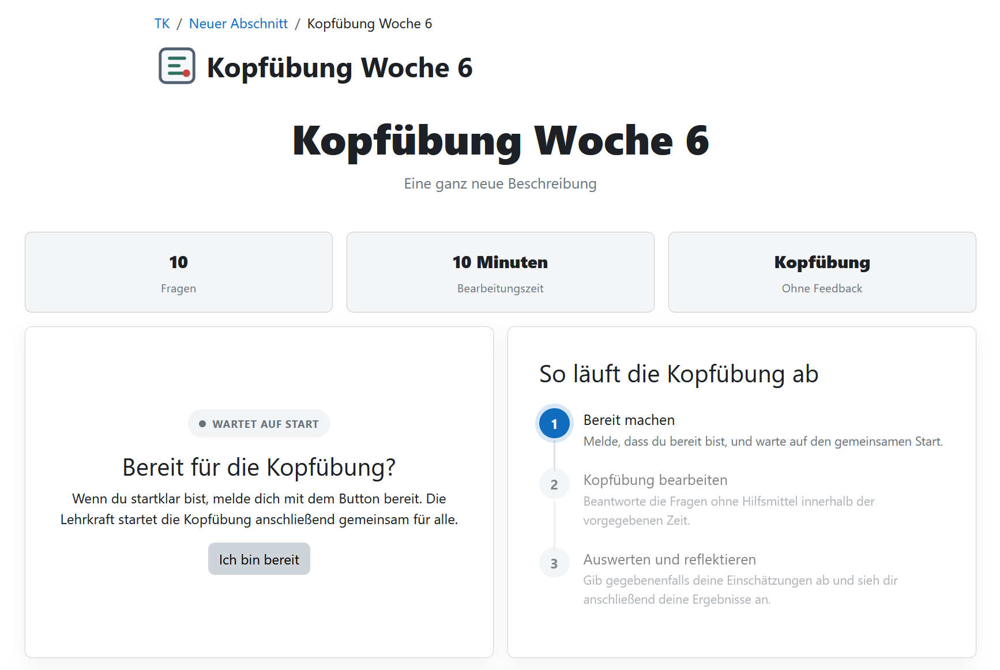 TK / Neuer Abschnitt / Kopfübung Woche 6
Kopfübung Woche 6
Kopfübung Woche 6
Eine ganz neue Beschreibung
10
Fragen
10 Minuten
Bearbeitungszeit
Kopfübung
Ohne Feedback
WARTET AUF START
Bereit für die Kopfübung?
Wenn du startklar bist, melde dich mit dem Button bereit. Die
Lehrkraft startet die Kopfübung anschließend gemeinsam für alle.
Ich bin bereit
So läuft die Kopfübung ab
1
Bereit machen
Melde, dass du bereit bist, und warte auf den gemeinsamen Start.
2
Kopfübung bearbeiten
Beantworte die Fragen ohne Hilfsmittel innerhalb der
vorgegebenen Zeit.
3
Auswerten und reflektieren
Gib gegebenenfalls deine Einschätzungen ab und sieh dir
anschließend deine Ergebnisse an.